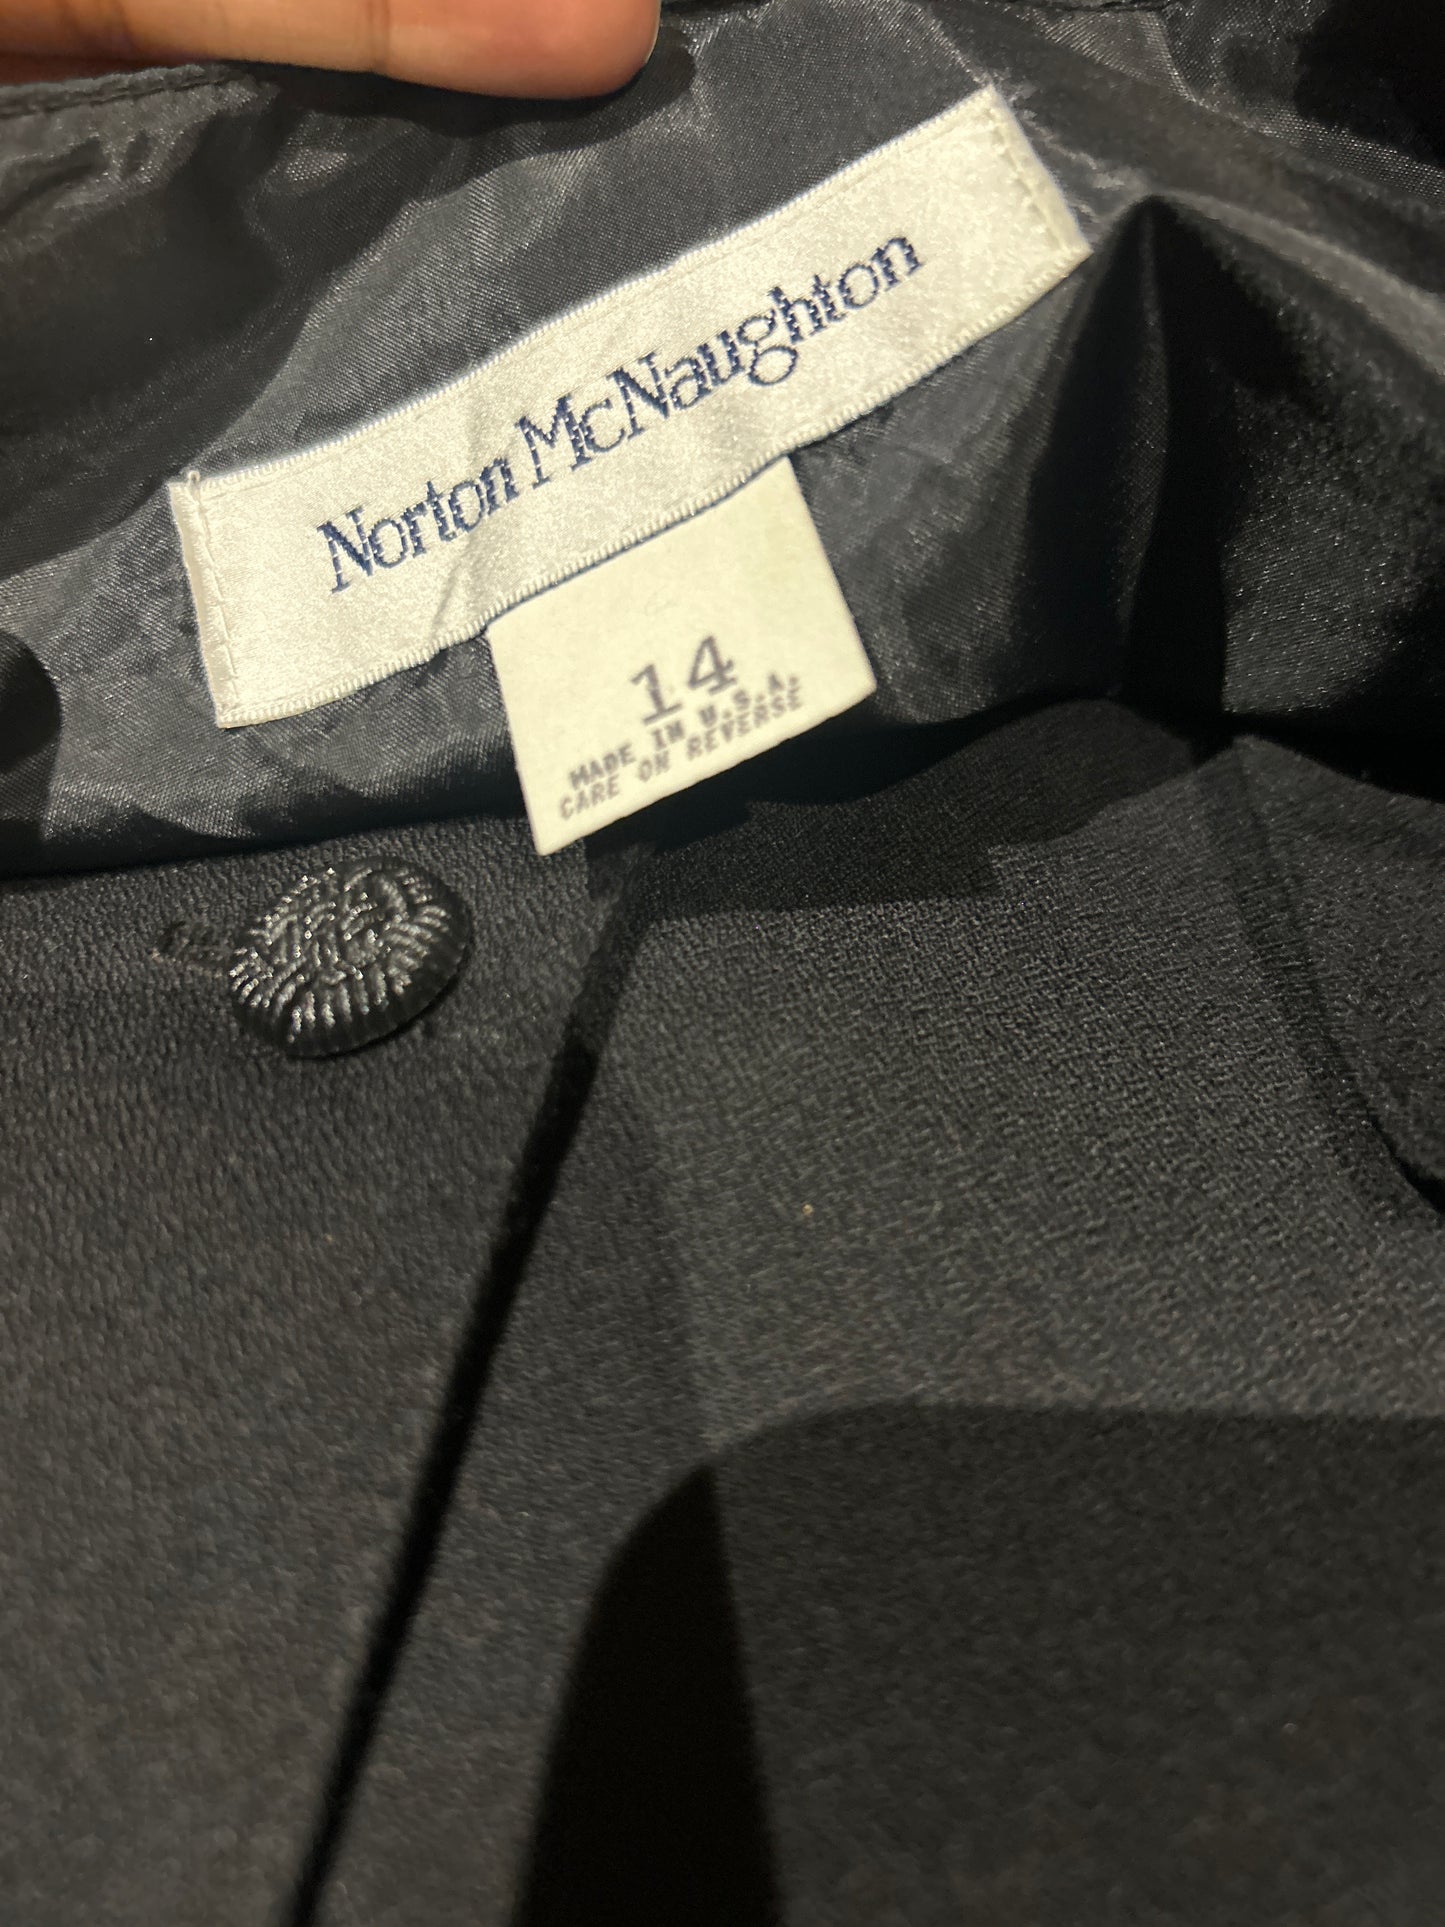 Norton McNaughton
14
MADE IN U.S.A.
CARE ON REVERSE